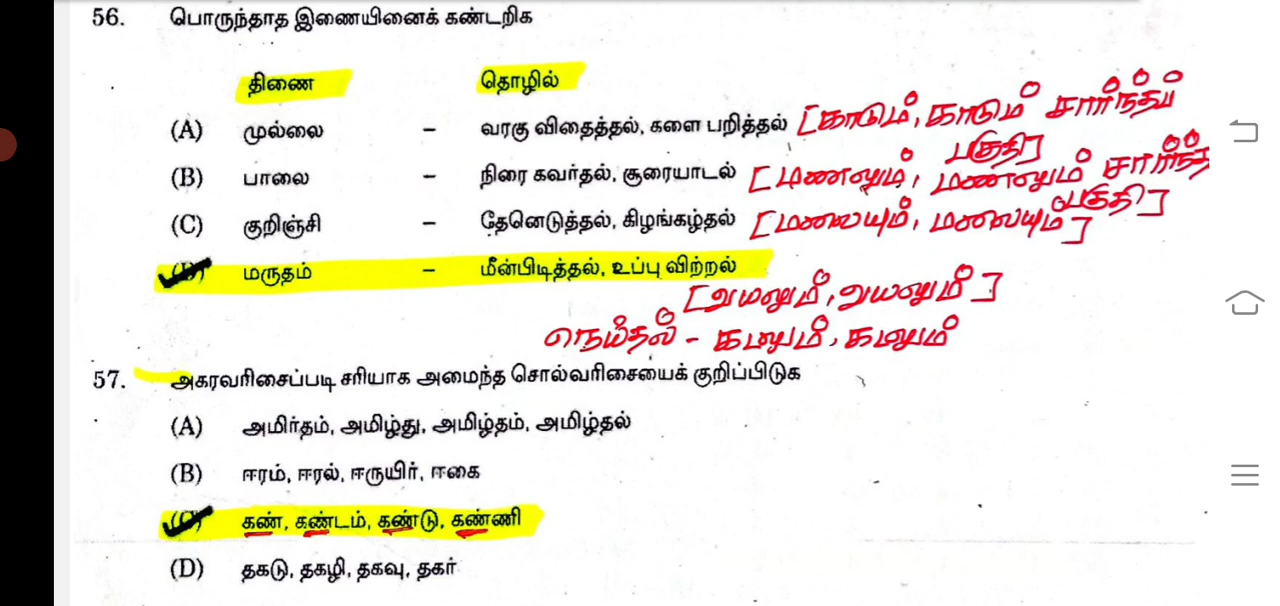 56. பொருந்தாத இணையினைக் கண்டறிக
திணை தொழில்
(A) முல்லை – வரகு விதைத்தல், களை பறித்தல் [காடும், காடும் சார்ந்த
பகுதி]
(B) பாலை – நிரை கவர்தல், சூரையாடல் [மணலும், மணலும் சார்ந்த
பகுதி]
(C) குறிஞ்சி – தேனெடுத்தல், கிழங்கழ்தல் [மலையும், மலையும்]
(D) மருதம் – மீன்பிடித்தல், உப்பு விற்றல்
[வயலும், வயலும்]
நெய்தல் - கடலும், கடலும்
57. அகரவரிசைப்படி சரியாக அமைந்த சொல்வரிசையைக் குறிப்பிடுக
(A) அமிர்தம், அமிழ்து, அமிழ்தம், அமிழ்தல்
(B) ஈரம், ஈரல், ஈருயிர், ஈகை
(C) கண், கண்டம், கண்டு, கண்ணி
(D) தகடு, தகழி, தகவு, தகர்